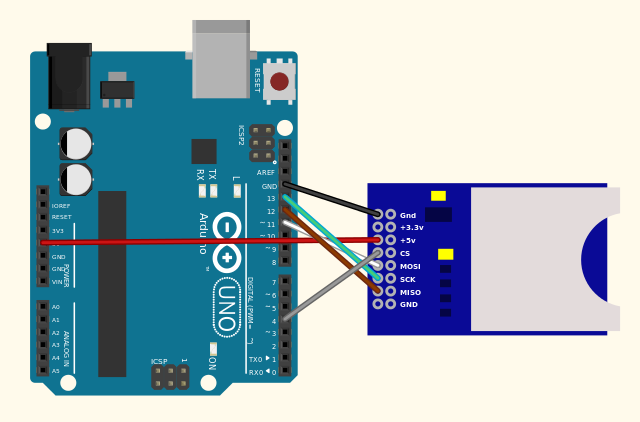 RESET
ICSP2
AREF
GND
13
12
~ 11
~ 10
~ 9
8
7
~ 6
~ 5
4
~ 3
2
TX0 ▶ 1
RX0 ◀ 0
L
TX
RX
Arduino
™
UNO
DIGITAL (PWM= ~)
ON
IOREF
RESET
3V3
GND
GND
VIN
POWER
A0
A1
A2
A3
A4
A5
ANALOG IN
ICSP
1
Gnd
+3.3v
+5v
CS
MOSI
SCK
MISO
GND